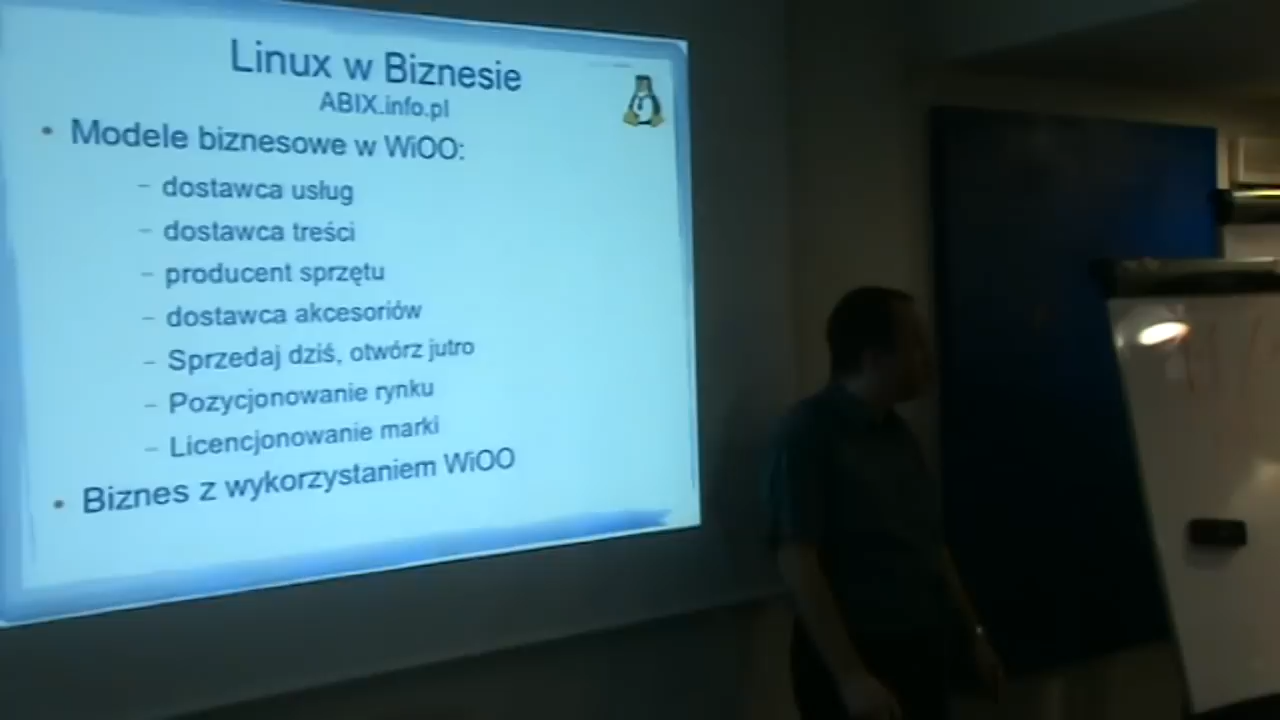 Linux w Biznesie
ABIX.info.pl
• Modele biznesowe w WiOO:
– dostawca usług
– dostawca treści
– producent sprzętu
– dostawca akcesoriów
– Sprzedaj dziś, otwórz jutro
– Pozycjonowanie rynku
– Licencjonowanie marki
• Biznes z wykorzystaniem WiOO